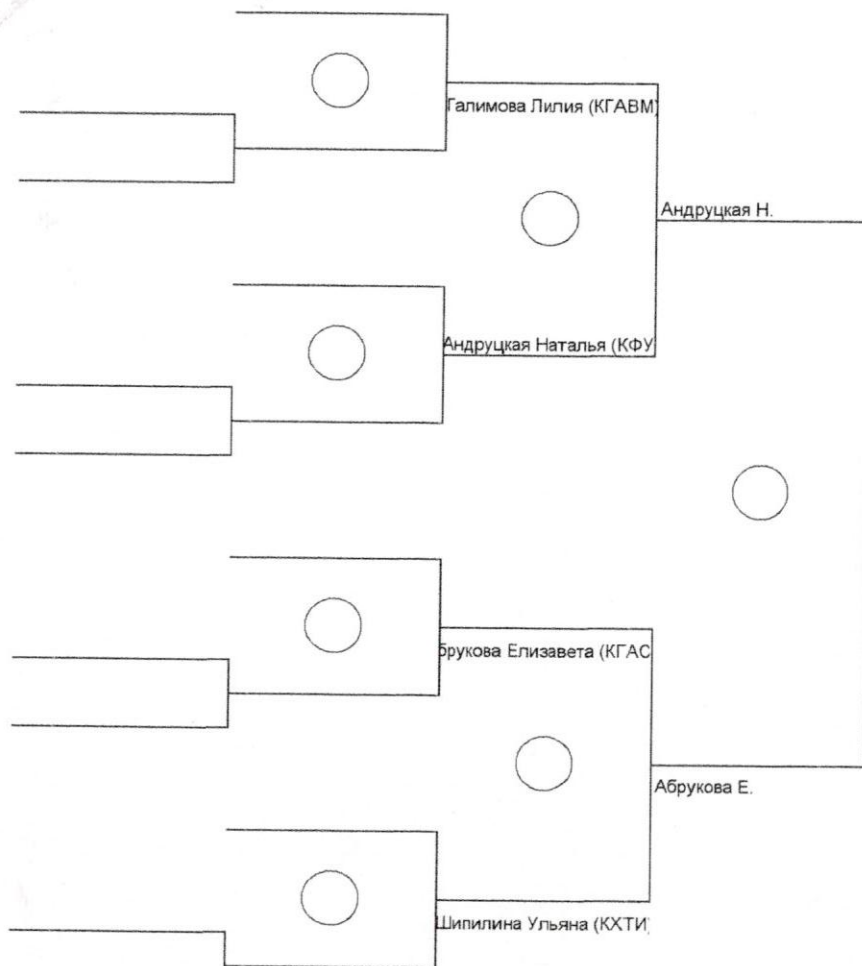 Галимова Лилия (КГАВМ)
Андруцкая Н.
Андруцкая Наталья (КФУ
брукова Елизавета (КГАС
Абрукова Е.
Шипилина Ульяна (КХТИ